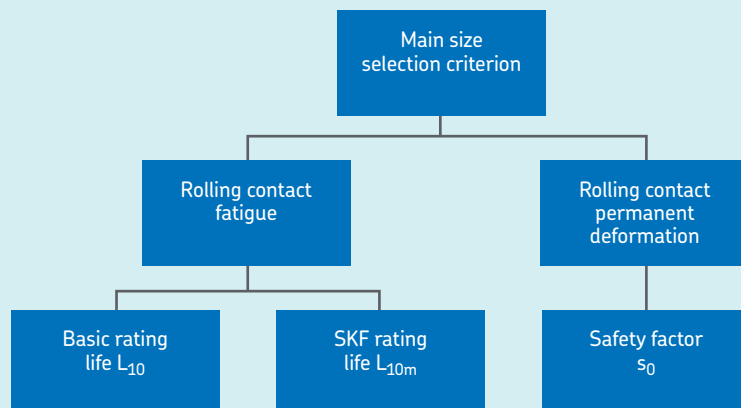 Main size
selection criterion
Rolling contact
fatigue
Rolling contact
permanent
deformation
Basic rating
life L10
SKF rating
life L10m
Safety factor
s0